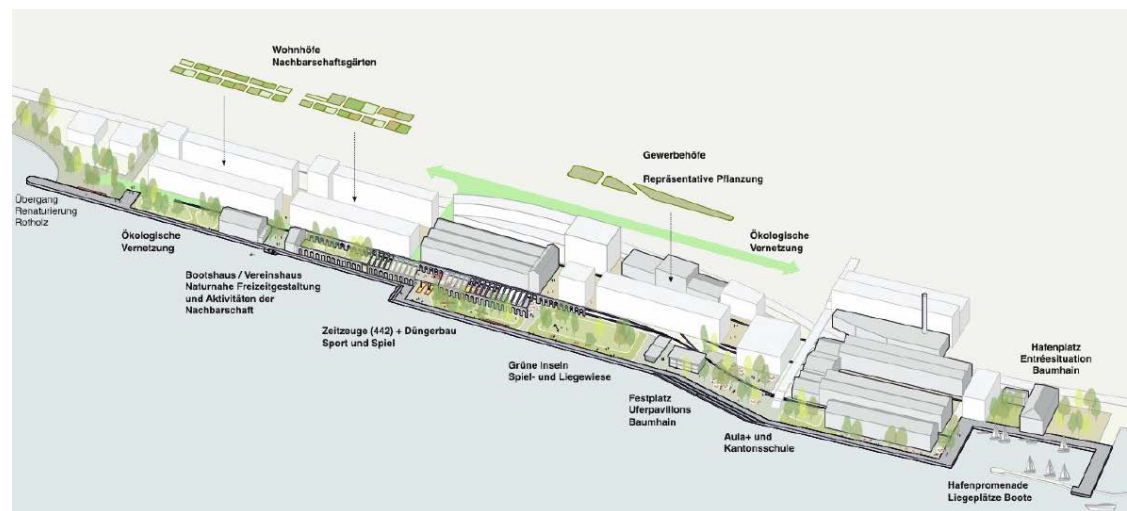 Wohnhöfe
Nachbarschaftsgärten
Gewerbehöfe
Repräsentative Pflanzung
Übergang
Renaturierung
Rotholz
Ökologische
Vernetzung
Ökologische
Vernetzung
Bootshaus / Vereinshaus
Naturnahe Freizeitgestaltung
und Aktivitäten der
Nachbarschaft
Zeitzeuge (442) + Düngerbau
Sport und Spiel
Grüne Inseln
Spiel- und Liegewiese
Festplatz
Uferpavillons
Baumhain
Aula+ und
Kantonsschule
Hafenplatz
Entréesituation
Baumhain
Hafenpromenade
Liegeplätze Boote